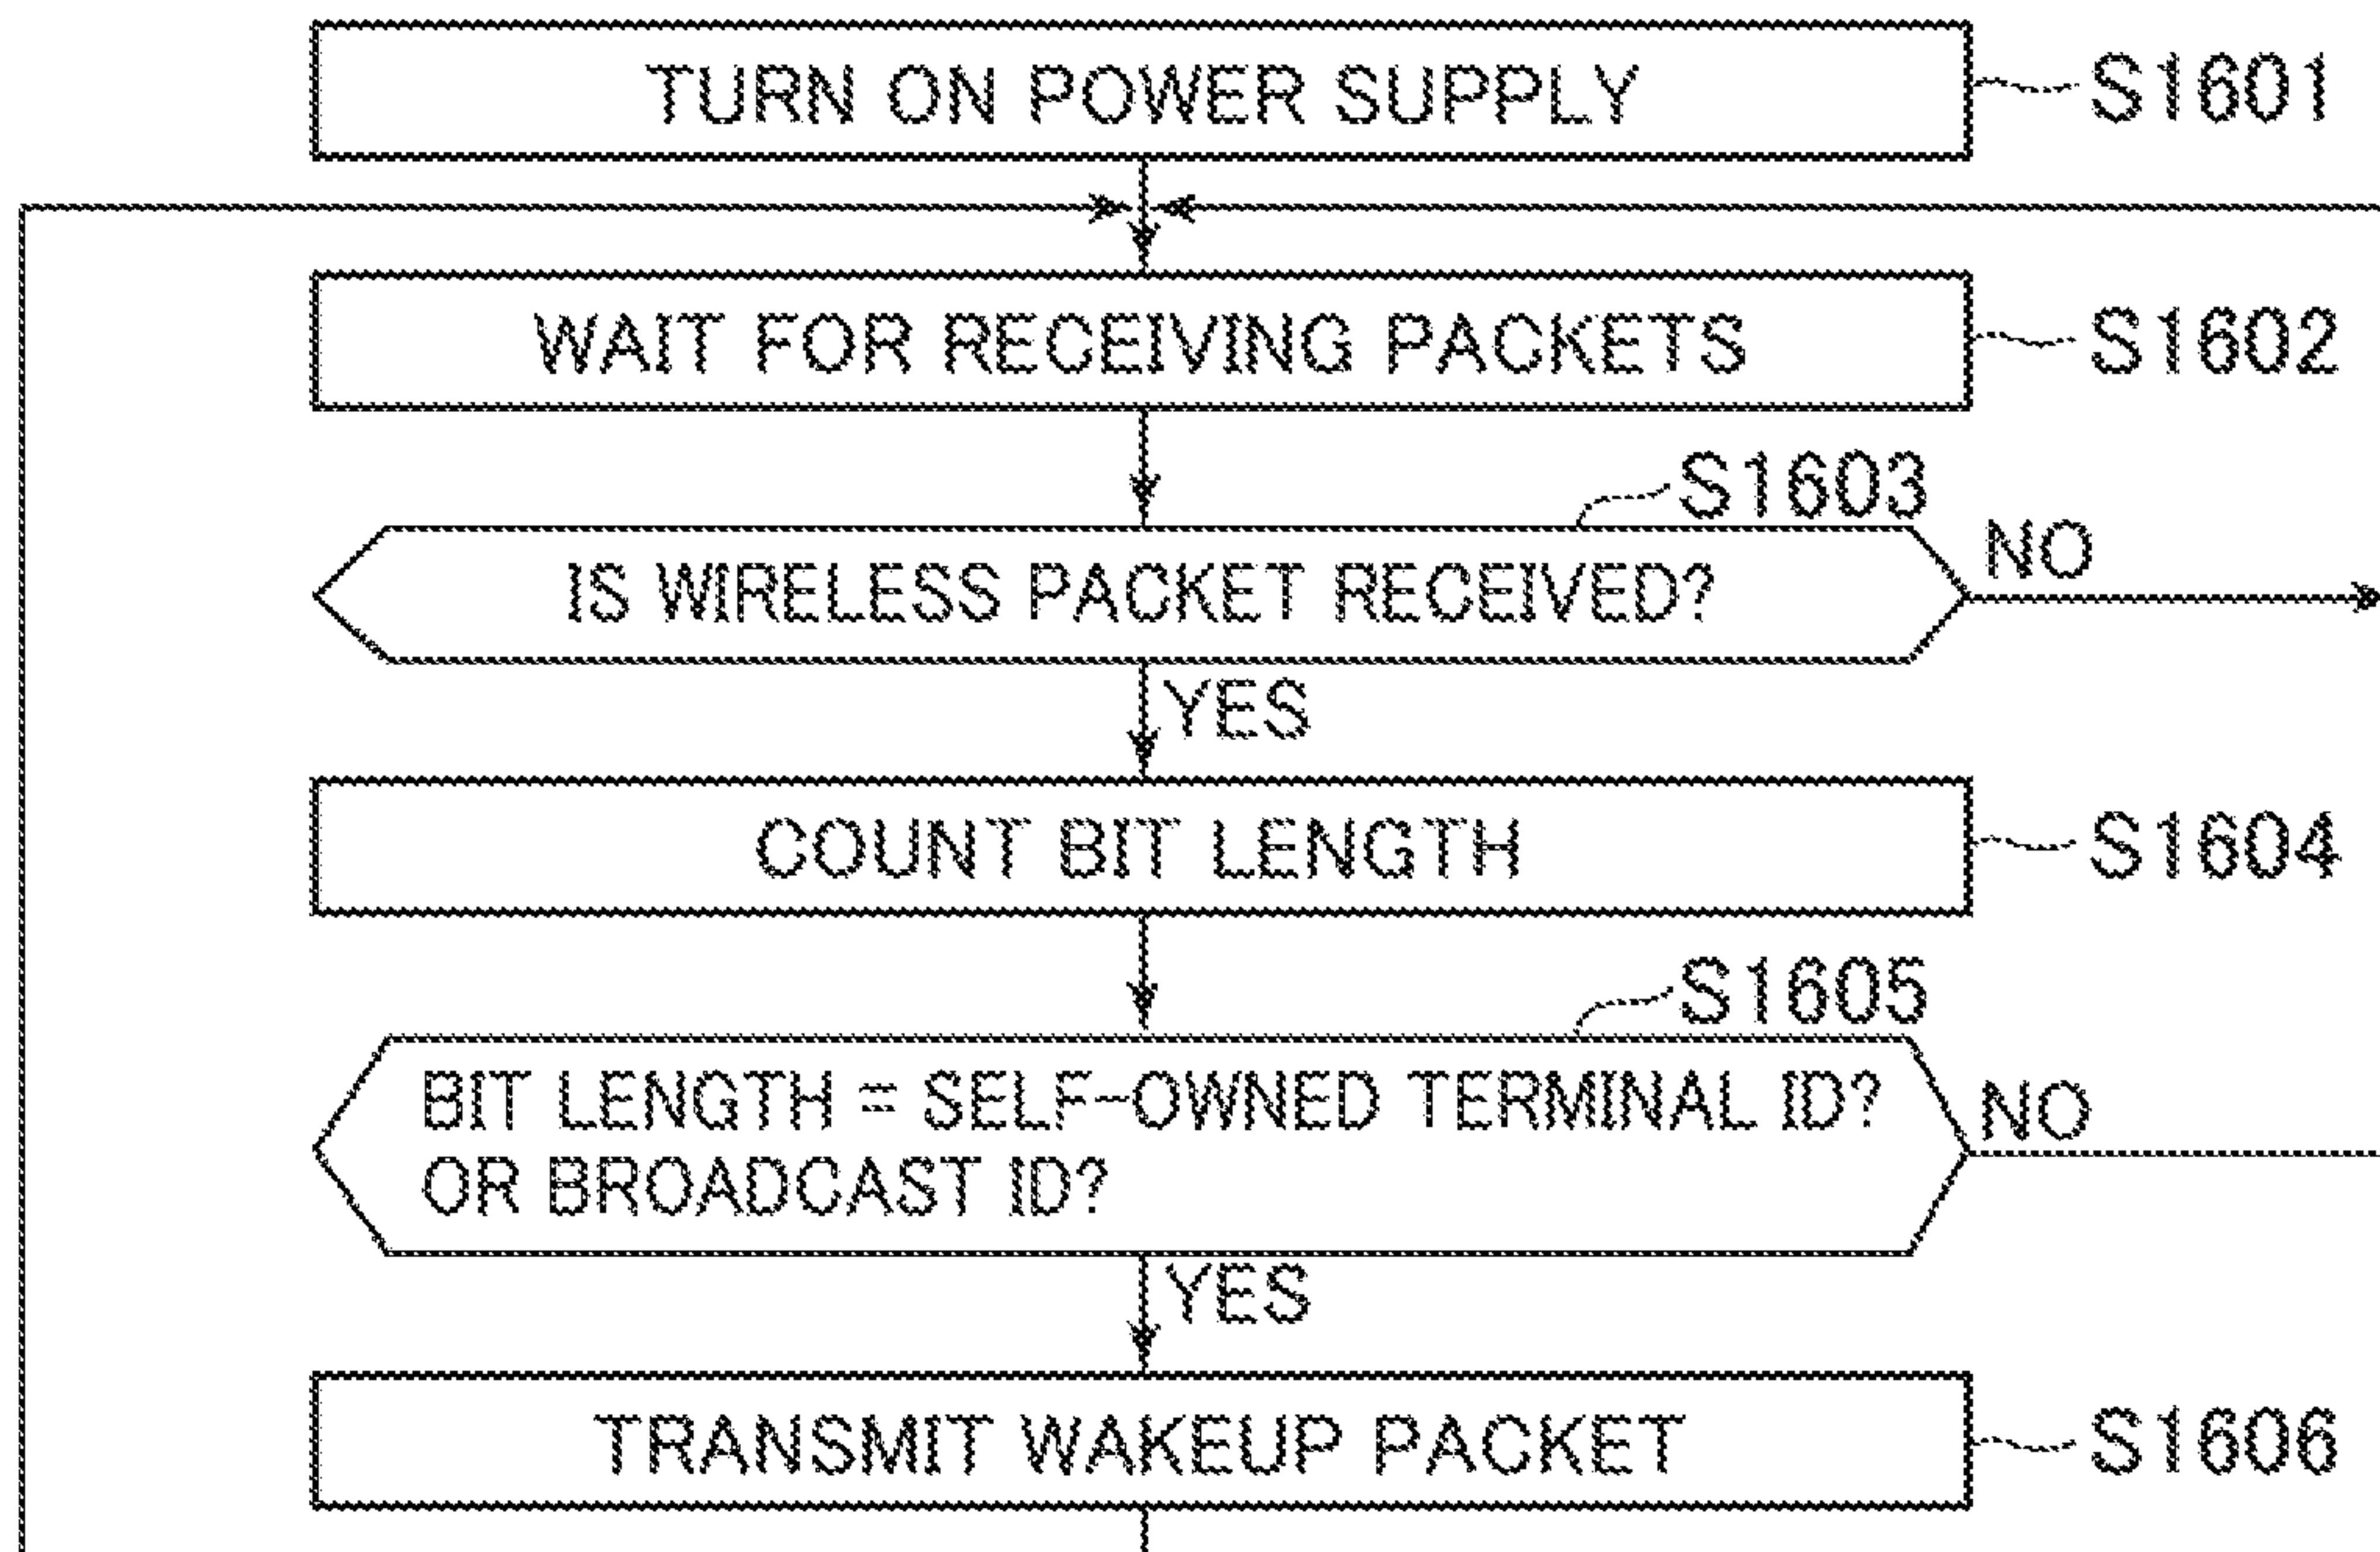 TURN ON POWER SUPPLY S1601
WAIT FOR RECEIVING PACKETS S1602
S1603
IS WIRELESS PACKET RECEIVED? NO
YES
COUNT BIT LENGTH S1604
S1605
BIT LENGTH = SELF-OWNED TERMINAL ID? NO
OR BROADCAST ID?
YES
TRANSMIT WAKEUP PACKET S1606